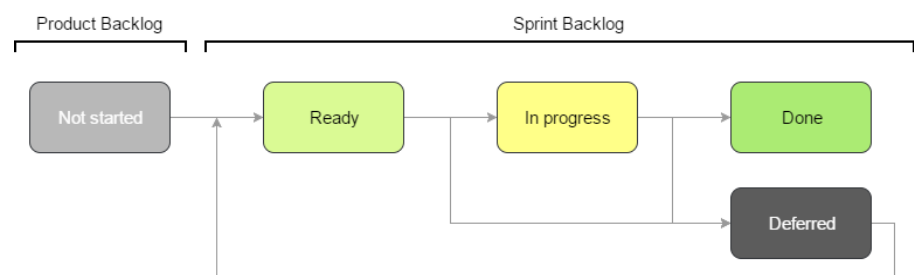 Product Backlog
Sprint Backlog
Not started
Ready
In progress
Done
Deferred